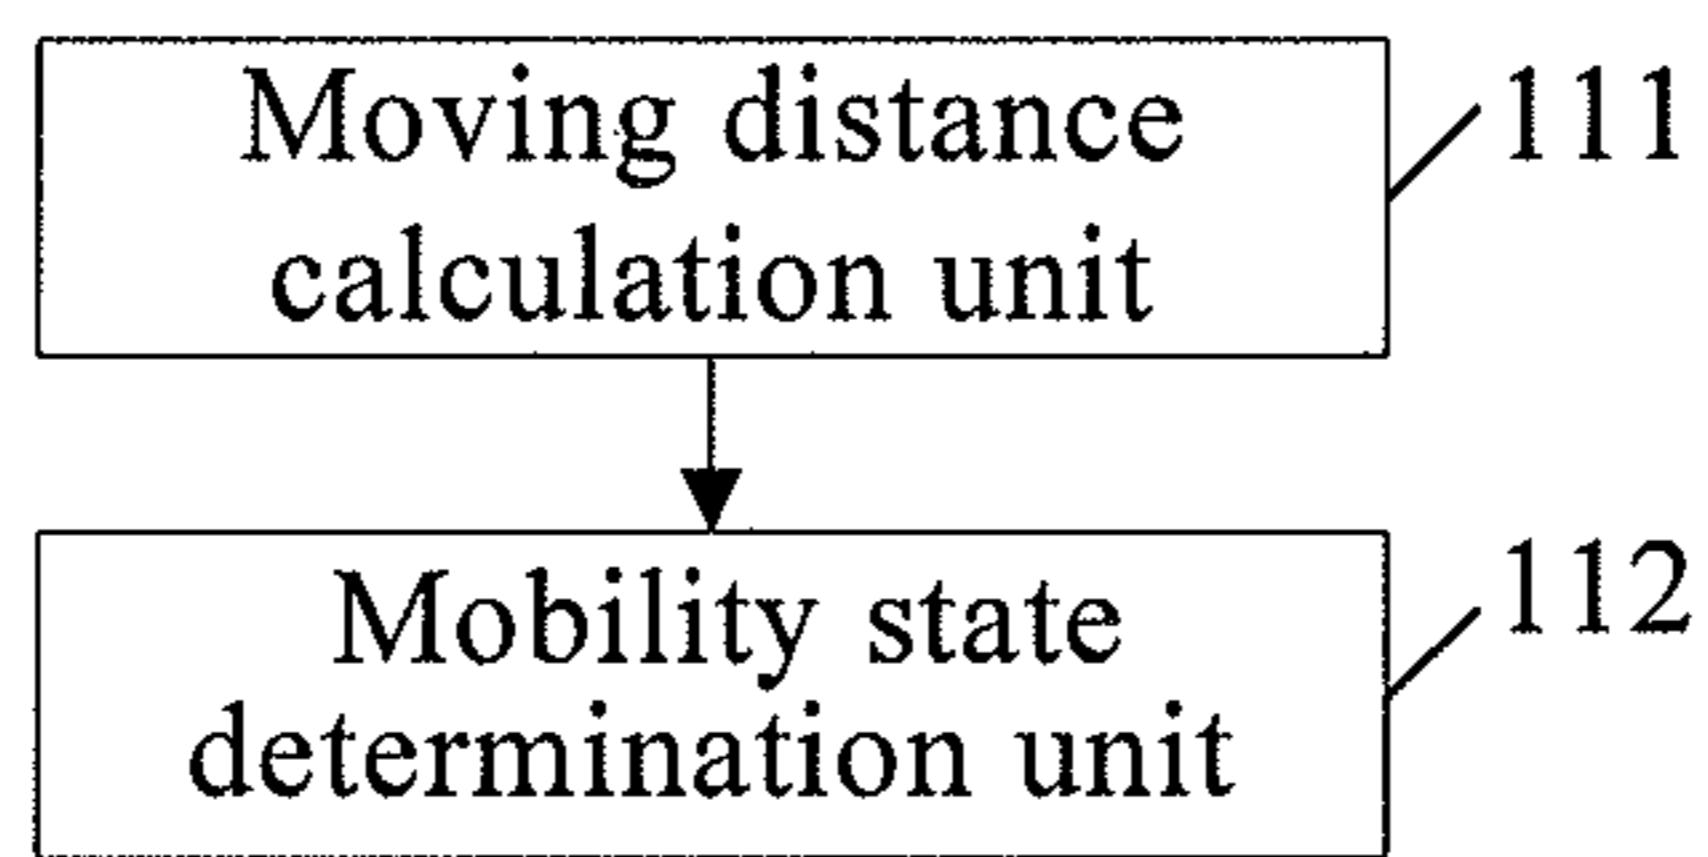 Moving distance
calculation unit
111
Mobility state
determination unit
112